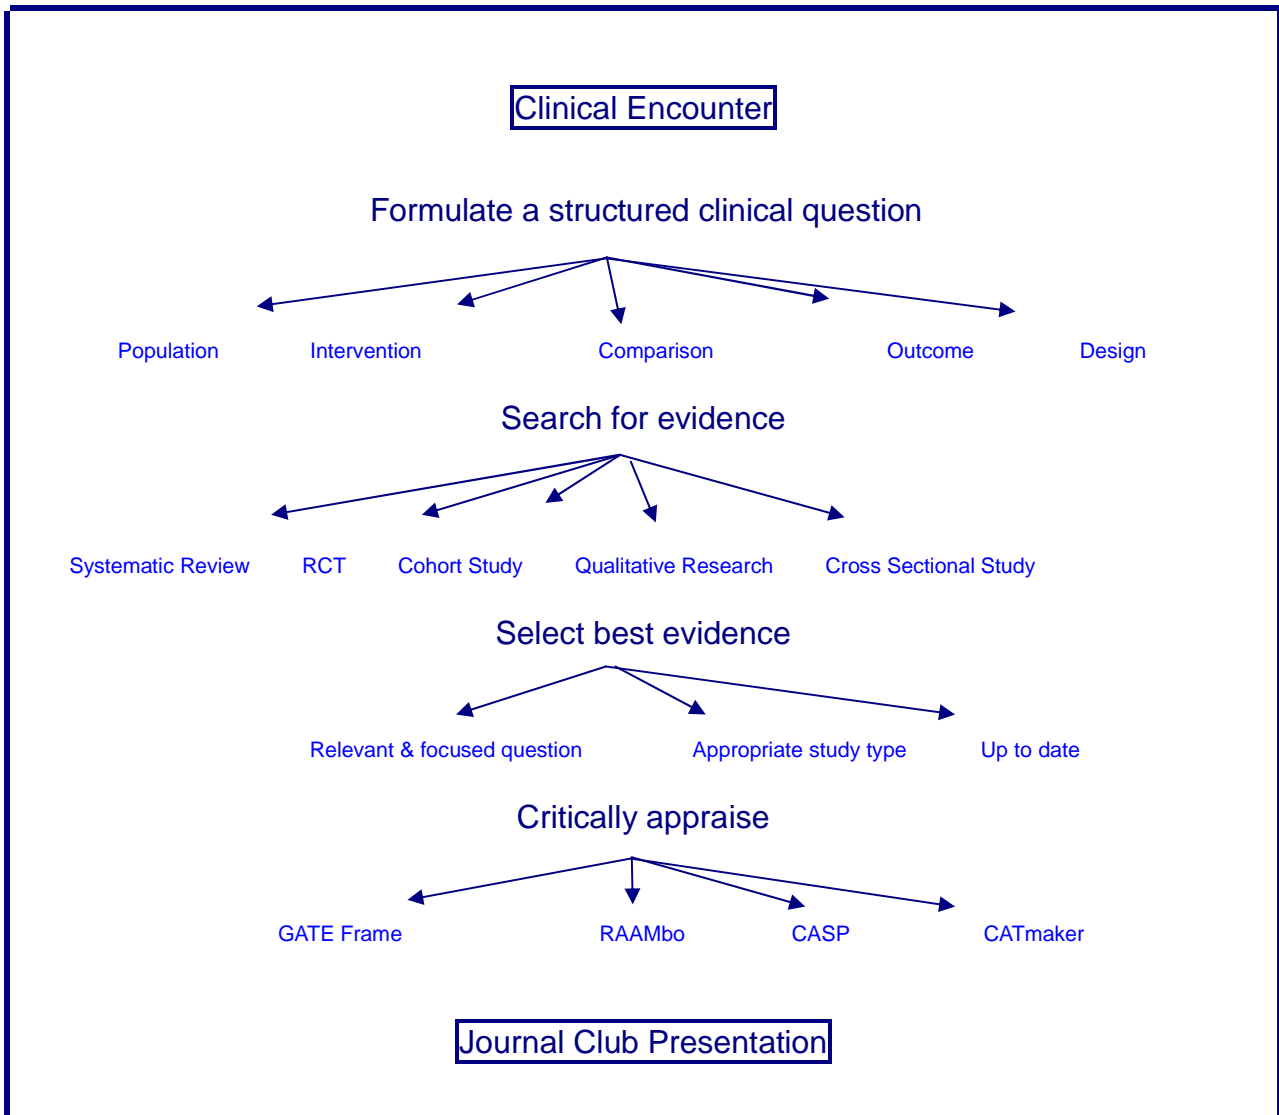 Clinical Encounter
Formulate a structured clinical question
Population Intervention Comparison Outcome Design
Search for evidence
Systematic Review RCT Cohort Study Qualitative Research Cross Sectional Study
Select best evidence
Relevant & focused question Appropriate study type Up to date
Critically appraise
GATE Frame RAAMbo CASP CATmaker
Journal Club Presentation